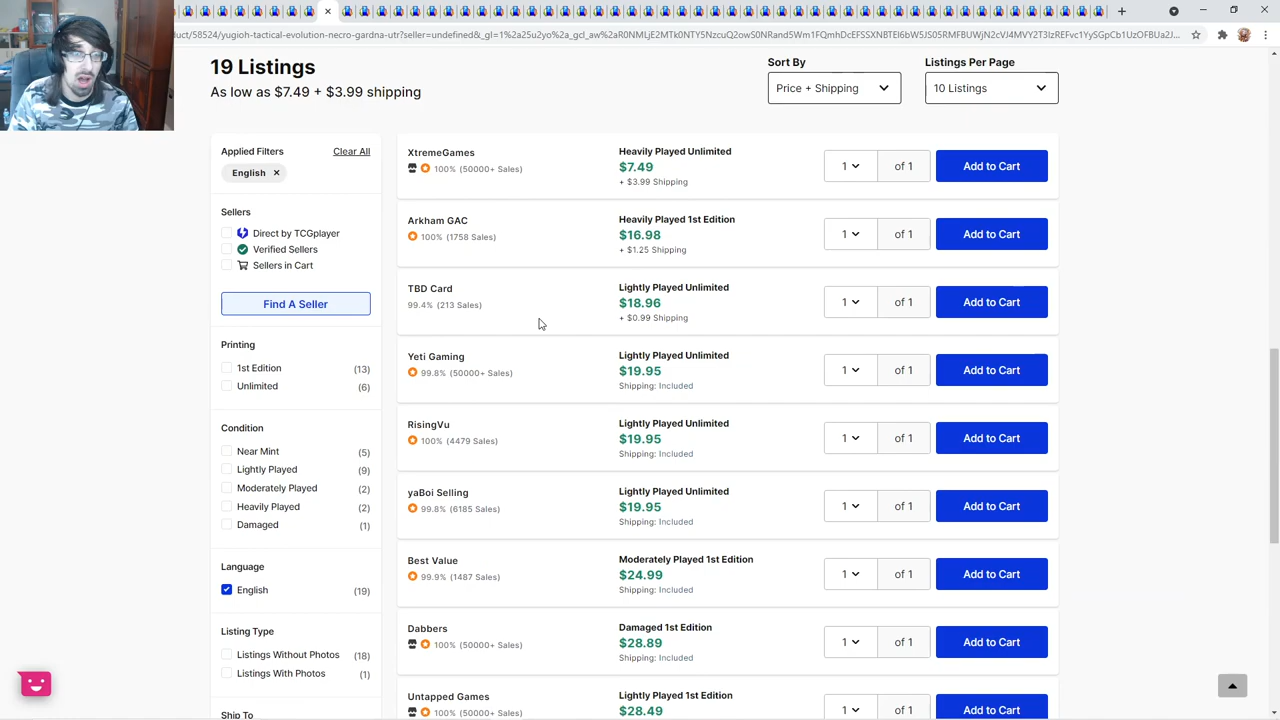 19 Listings
As low as $7.49 + $3.99 shipping
Sort By
Price + Shipping
Listings Per Page
10 Listings
Applied Filters
Clear All
English ×
Sellers
Direct by TCGplayer
Verified Sellers
Sellers in Cart
Find A Seller
Printing
1st Edition (13)
Unlimited (6)
Condition
Near Mint (5)
Lightly Played (9)
Moderately Played (2)
Heavily Played (2)
Damaged (1)
Language
English (19)
Listing Type
Listings Without Photos (18)
Listings With Photos (1)
Ship To
XtremeGames
100% (50000+ Sales)
Heavily Played Unlimited
$7.49
+ $3.99 Shipping
1 of 1
Add to Cart
Arkham GAC
100% (1758 Sales)
Heavily Played 1st Edition
$16.98
+ $1.25 Shipping
1 of 1
Add to Cart
TBD Card
99.4% (213 Sales)
Lightly Played Unlimited
$18.96
+ $0.99 Shipping
1 of 1
Add to Cart
Yeti Gaming
99.8% (50000+ Sales)
Lightly Played Unlimited
$19.95
Shipping: Included
1 of 1
Add to Cart
RisingVu
100% (4479 Sales)
Lightly Played Unlimited
$19.95
Shipping: Included
1 of 1
Add to Cart
yaBoi Selling
99.8% (6185 Sales)
Lightly Played Unlimited
$19.95
Shipping: Included
1 of 1
Add to Cart
Best Value
99.9% (1487 Sales)
Moderately Played 1st Edition
$24.99
Shipping: Included
1 of 1
Add to Cart
Dabbers
100% (50000+ Sales)
Damaged 1st Edition
$28.89
Shipping: Included
1 of 1
Add to Cart
Untapped Games
100% (50000+ Sales)
Lightly Played 1st Edition
$28.49
1 of 1
Add to Cart